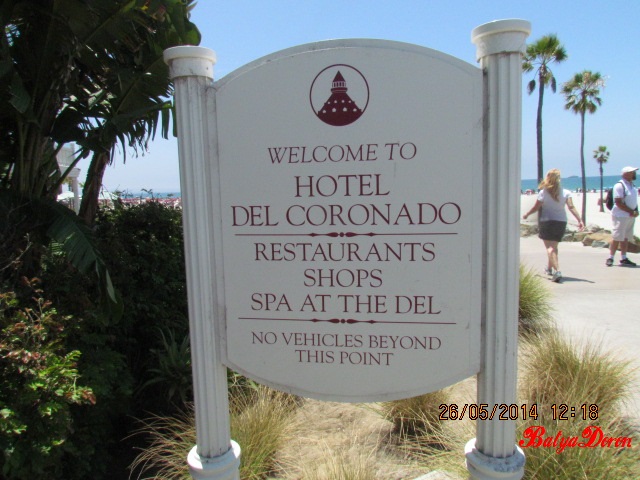 WELCOME TO
HOTEL
DEL CORONADO
RESTAURANTS
SHOPS
SPA AT THE DEL
NO VEHICLES BEYOND
THIS POINT
26/05/2014 12:18
BatyaDoron